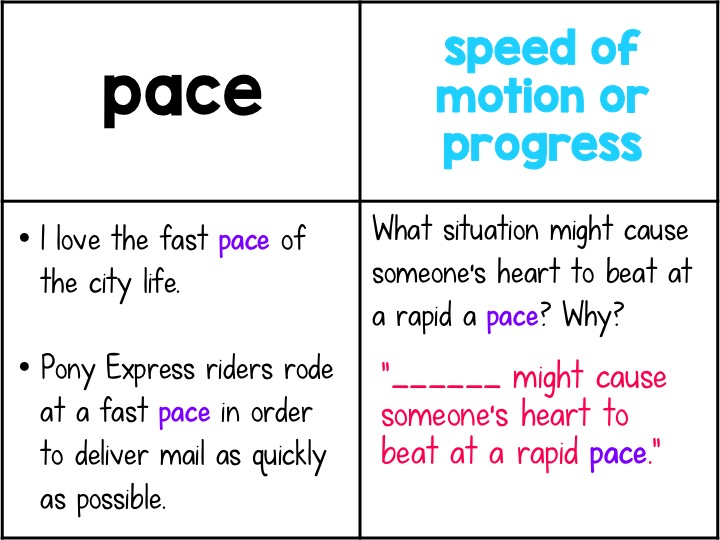 pace
speed of
motion or
progress
• I love the fast pace of
the city life.
• Pony Express riders rode
at a fast pace in order
to deliver mail as quickly
as possible.
What situation might cause
someone's heart to beat at
a rapid a pace? Why?
"______ might cause
someone's heart to
beat at a rapid pace."